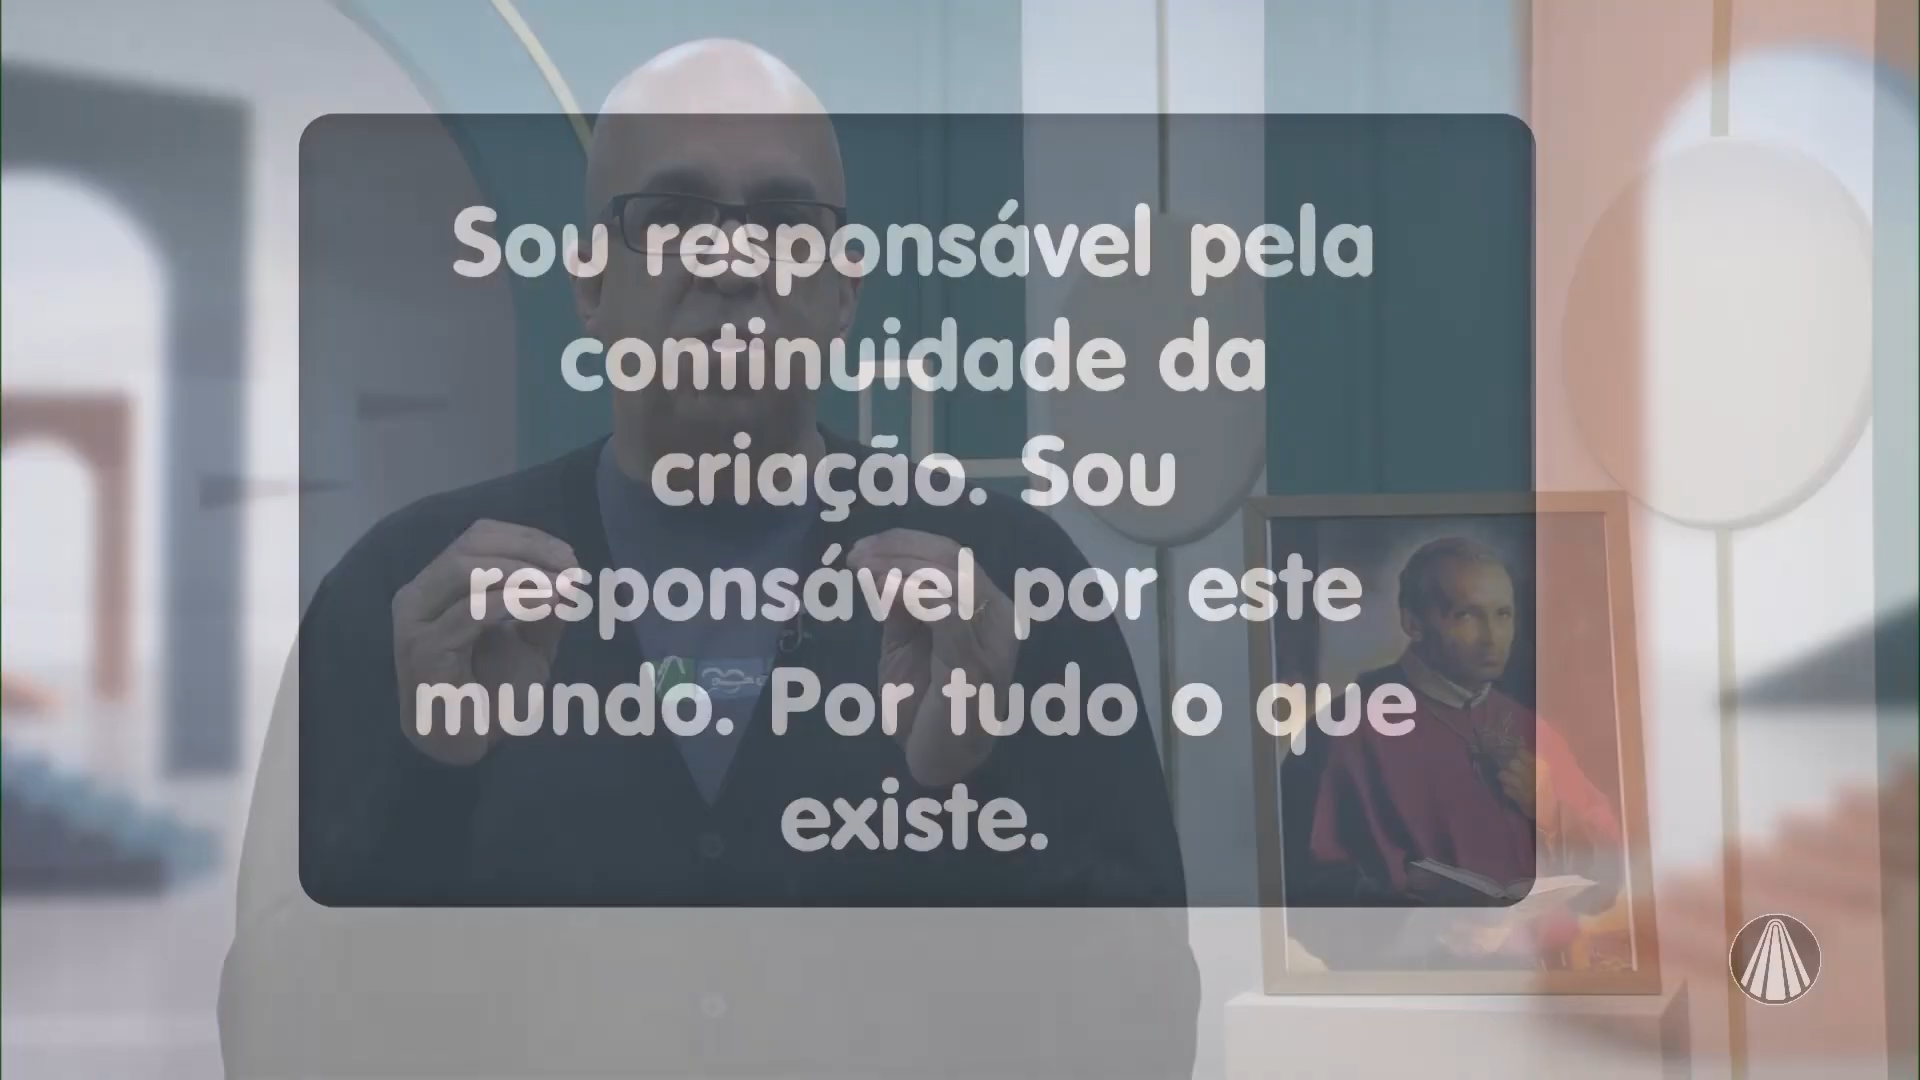 Sou responsável pela
continuidade da
criação. Sou
responsável por este
mundo. Por tudo o que
existe.